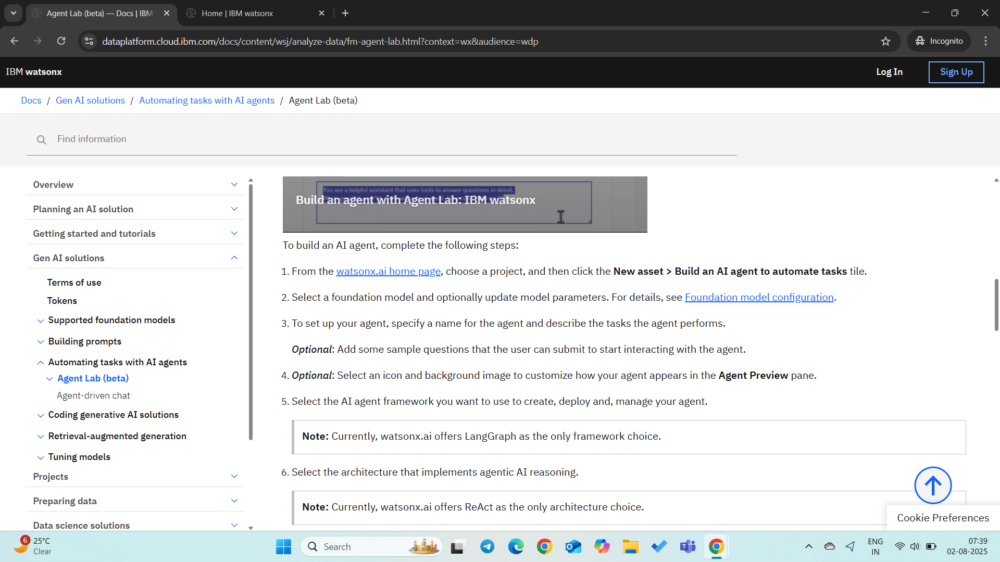 Agent Lab (beta) — Docs | IBM
Home | IBM watsonx
dataplatform.cloud.ibm.com/docs/content/wsj/analyze-data/fm-agent-lab.html?context=wx&audience=wdp
Incognito
IBM watsonx
Log In
Sign Up
Docs / Gen AI solutions / Automating tasks with AI agents / Agent Lab (beta)
Find information
Overview
Planning an AI solution
Getting started and tutorials
Gen AI solutions
Terms of use
Tokens
Supported foundation models
Building prompts
Automating tasks with AI agents
Agent Lab (beta)
Agent-driven chat
Coding generative AI solutions
Retrieval-augmented generation
Tuning models
Projects
Preparing data
Data science solutions
You are a helpful assistant that uses tools to answer questions in detail.
Build an agent with Agent Lab: IBM watsonx
To build an AI agent, complete the following steps:
1. From the watsonx.ai home page, choose a project, and then click the New asset > Build an AI agent to automate tasks tile.
2. Select a foundation model and optionally update model parameters. For details, see Foundation model configuration.
3. To set up your agent, specify a name for the agent and describe the tasks the agent performs.
Optional: Add some sample questions that the user can submit to start interacting with the agent.
4. Optional: Select an icon and background image to customize how your agent appears in the Agent Preview pane.
5. Select the AI agent framework you want to use to create, deploy and, manage your agent.
Note: Currently, watsonx.ai offers LangGraph as the only framework choice.
6. Select the architecture that implements agentic AI reasoning.
Note: Currently, watsonx.ai offers ReAct as the only architecture choice.
Cookie Preferences
6
25°C
Clear
Search
ENG
IN
07:39
02-08-2025